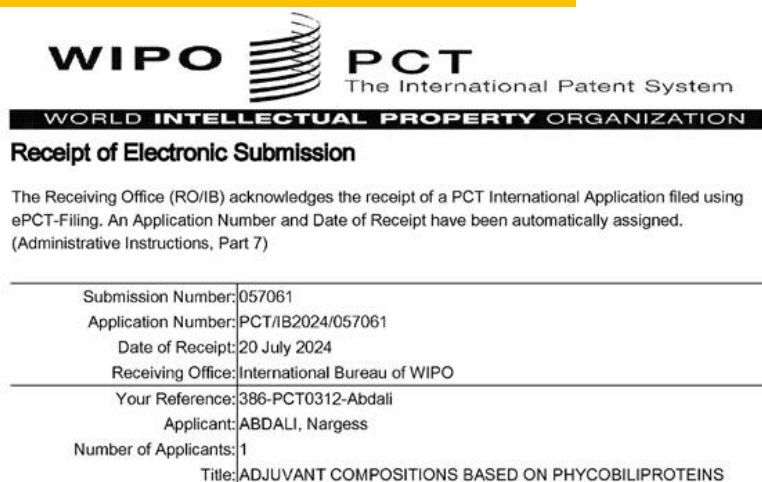 WIPO
PCT
The International Patent System
WORLD INTELLECTUAL PROPERTY ORGANIZATION
Receipt of Electronic Submission
The Receiving Office (RO/IB) acknowledges the receipt of a PCT International Application filed using
ePCT-Filing. An Application Number and Date of Receipt have been automatically assigned.
(Administrative Instructions, Part 7)
Submission Number: 057061
Application Number: PCT/IB2024/057061
Date of Receipt: 20 July 2024
Receiving Office: International Bureau of WIPO
Your Reference: 386-PCT0312-Abdali
Applicant: ABDALI, Nargess
Number of Applicants: 1
Title: ADJUVANT COMPOSITIONS BASED ON PHYCOBILIPROTEINS